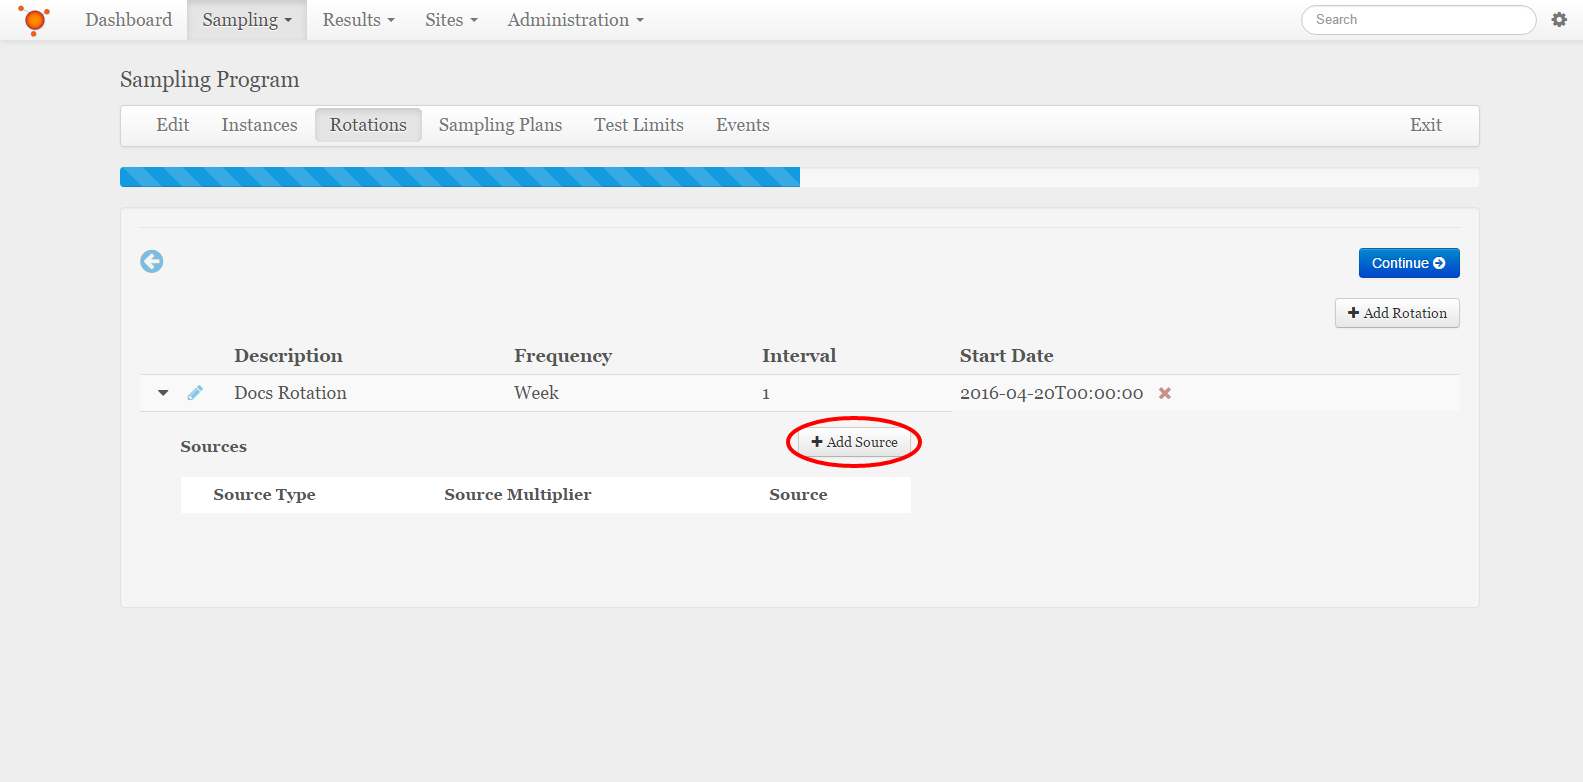 Dashboard Sampling Results Sites Administration Search
Sampling Program
Edit Instances Rotations Sampling Plans Test Limits Events Exit
Continue
Add Rotation
Description Frequency Interval Start Date
Docs Rotation Week 1 2016-04-20T00:00:00
Sources Add Source
Source Type Source Multiplier Source